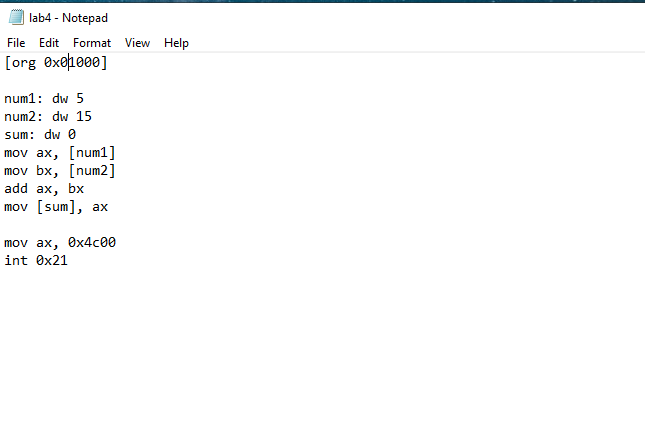 lab4 - Notepad
File Edit Format View Help
[org 0x01000]
num1: dw 5
num2: dw 15
sum: dw 0
mov ax, [num1]
mov bx, [num2]
add ax, bx
mov [sum], ax
mov ax, 0x4c00
int 0x21